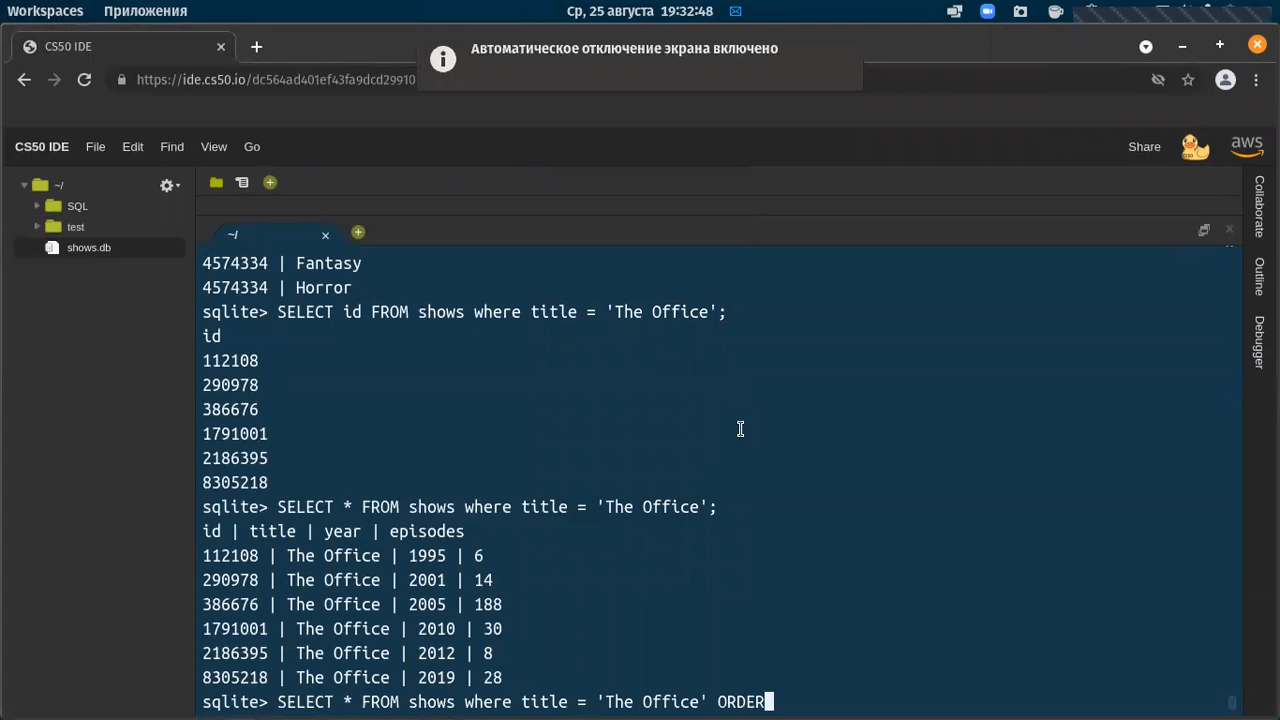 Workspaces Приложения Ср, 25 августа 19:32:48
CS50 IDE
Автоматическое отключение экрана включено
https://ide.cs50.io/dc564ad401ef43fa9dcd29910
CS50 IDE File Edit Find View Go Share aws
~/
SQL
test
shows.db
Collaborate
Outline
Debugger
~/
4574334 | Fantasy
4574334 | Horror
sqlite> SELECT id FROM shows where title = 'The Office';
id
112108
290978
386676
1791001
2186395
8305218
sqlite> SELECT * FROM shows where title = 'The Office';
id | title | year | episodes
112108 | The Office | 1995 | 6
290978 | The Office | 2001 | 14
386676 | The Office | 2005 | 188
1791001 | The Office | 2010 | 30
2186395 | The Office | 2012 | 8
8305218 | The Office | 2019 | 28
sqlite> SELECT * FROM shows where title = 'The Office' ORDER